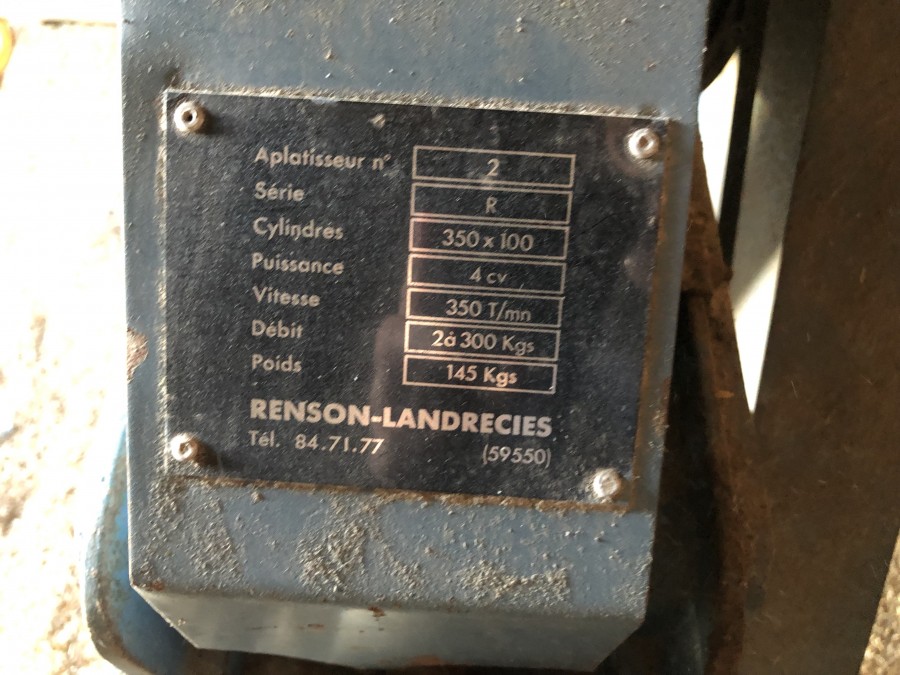 Aplatisseur n° 2
Série R
Cylindres 350 x 100
Puissance 4 cv
Vitesse 350 T/mn
Débit 2à 300 Kgs
Poids 145 Kgs
RENSON-LANDRECIES
Tél. 84.71.77 (59550)